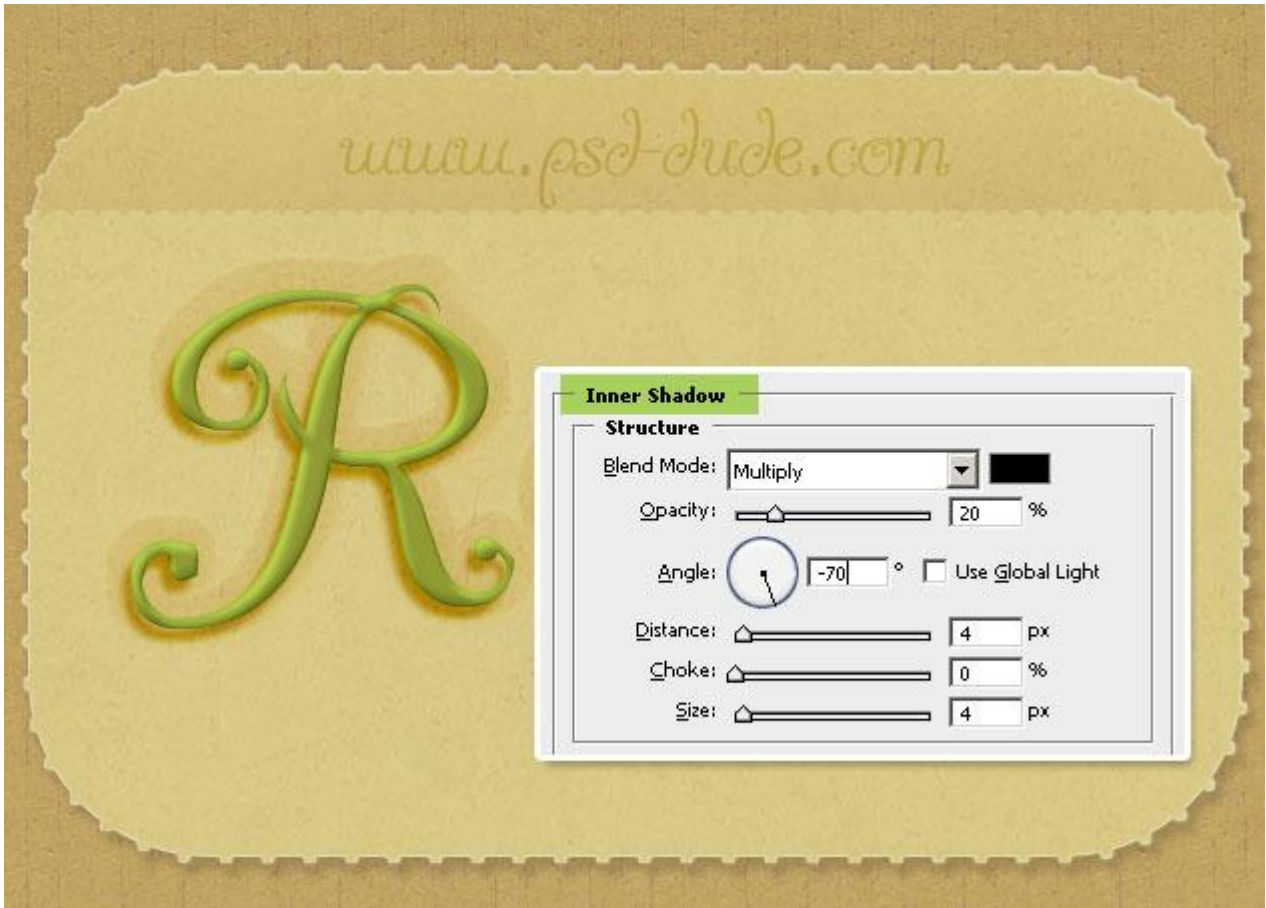 www.psd-dude.com
R
Inner Shadow
Structure
Blend Mode: Multiply
Opacity: 20 %
Angle: -70 ° Use Global Light
Distance: 4 px
Choke: 0 %
Size: 4 px